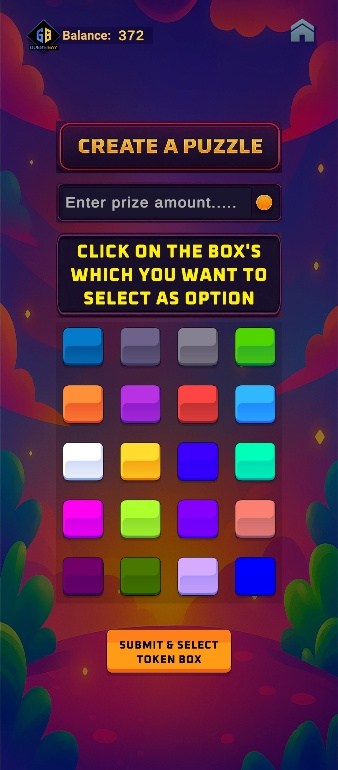 GB
Balance: 372
CREATE A PUZZLE
Enter prize amount.....
CLICK ON THE BOX'S
WHICH YOU WANT TO
SELECT AS OPTION
SUBMIT & SELECT
TOKEN BOX